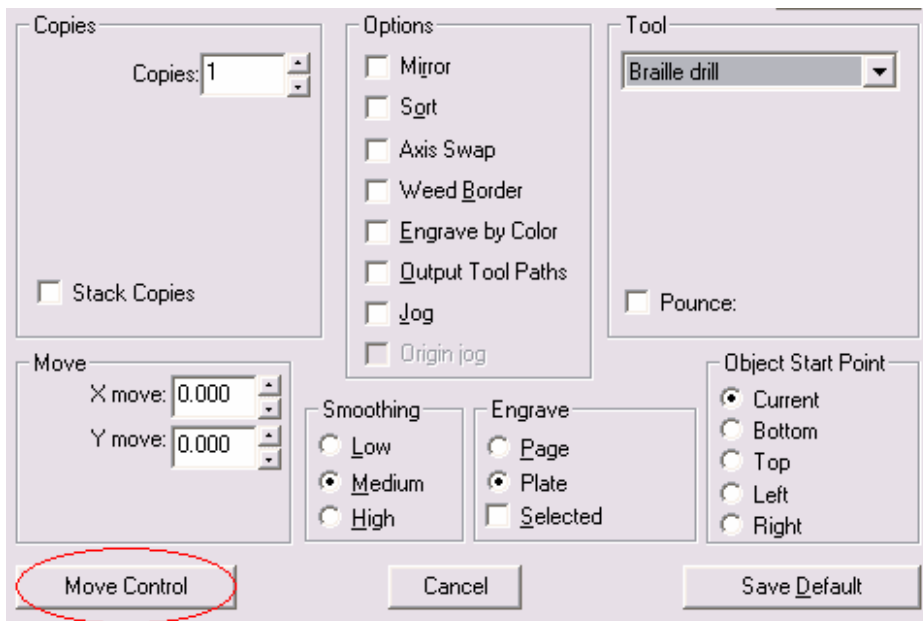 Copies
Copies: 1
Stack Copies
Options
Mirror
Sort
Axis Swap
Weed Border
Engrave by Color
Output Tool Paths
Jog
Origin jog
Tool
Braille drill
Pounce:
Move
X move: 0.000
Y move: 0.000
Smoothing
Low
Medium
High
Engrave
Page
Plate
Selected
Object Start Point
Current
Bottom
Top
Left
Right
Move Control
Cancel
Save Default